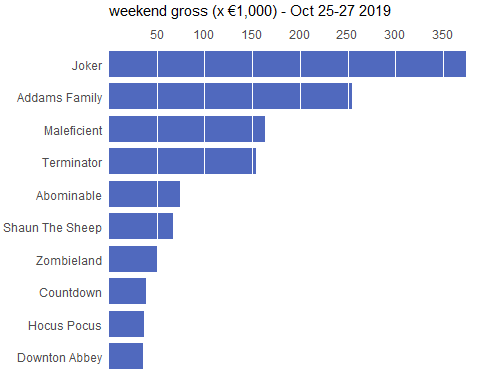 weekend gross (x €1,000) - Oct 25-27 2019
50 100 150 200 250 300 350
Joker
Addams Family
Maleficient
Terminator
Abominable
Shaun The Sheep
Zombieland
Countdown
Hocus Pocus
Downton Abbey